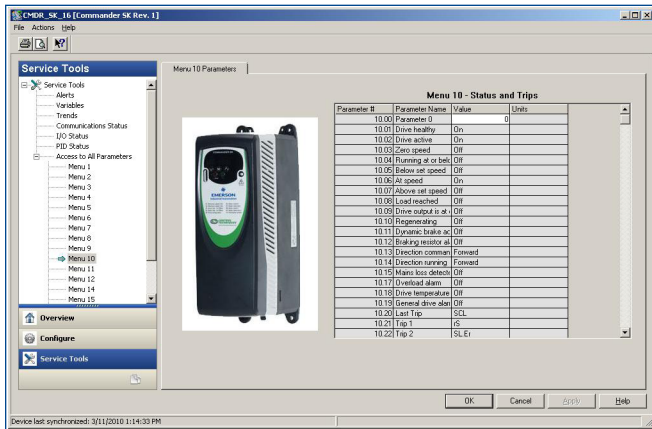 CMDR_SK_16 [Commander SK Rev. 1]
File Actions Help
Service Tools
Service Tools
Alerts
Variables
Trends
Communications Status
I/O Status
PID Status
Access to All Parameters
Menu 1
Menu 2
Menu 3
Menu 4
Menu 5
Menu 6
Menu 7
Menu 8
Menu 9
Menu 10
Menu 11
Menu 12
Menu 14
Menu 15
Overview
Configure
Service Tools
Menu 10 Parameters
EMERSON
Menu 10 - Status and Trips
Parameter # Parameter Name Value Units
10.00 Parameter 0 0
10.01 Drive healthy On
10.02 Drive active On
10.03 Zero speed Off
10.04 Running at or belo Off
10.05 Below set speed Off
10.06 At speed On
10.07 Above set speed Off
10.08 Load reached Off
10.09 Drive output is at Off
10.10 Regenerating Off
10.11 Dynamic brake ac Off
10.12 Braking resistor al Off
10.13 Direction comman Forward
10.14 Direction running Forward
10.15 Mains loss detecte Off
10.17 Overload alarm Off
10.18 Drive temperature Off
10.19 General drive alar Off
10.20 Last Trip SCL
10.21 Trip 1 rS
10.22 Trip 2 SL.Er
OK Cancel Apply Help
Device last synchronized: 3/11/2010 1:14:33 PM